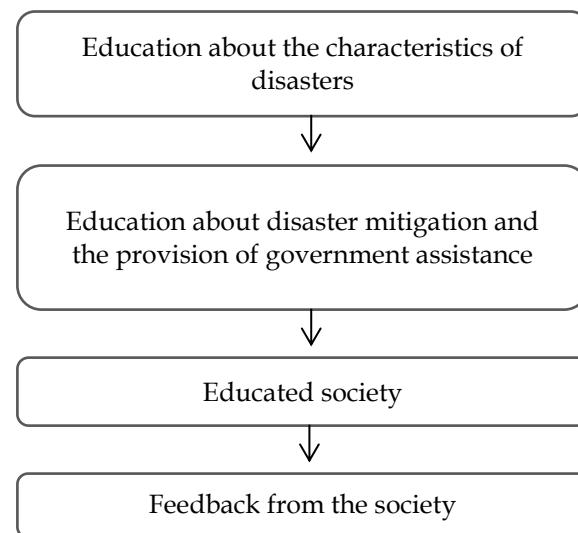 Education about the characteristics of
disasters
Education about disaster mitigation and
the provision of government assistance
Educated society
Feedback from the society